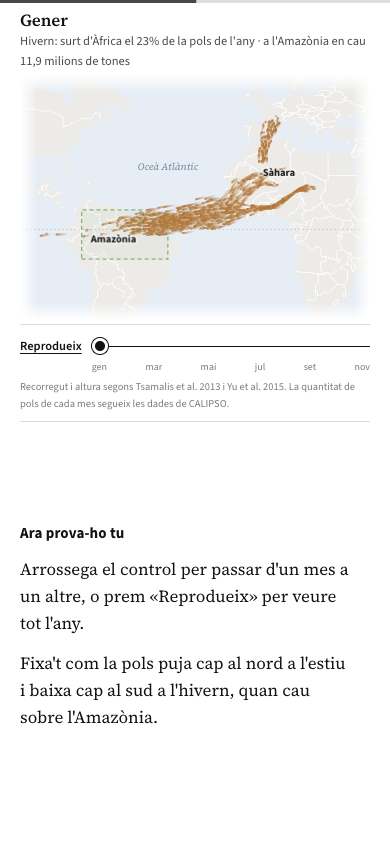 Gener
Hivern: surt d'Àfrica el 23% de la pols de l'any · a l'Amazònia en cau
11,9 milions de tones
Oceà Atlàntic
Sàhara
Amazònia
Reprodueix
gen mar mai jul set nov
Recorregut i altura segons Tsamalis et al. 2013 i Yu et al. 2015. La quantitat de
pols de cada mes segueix les dades de CALIPSO.
Ara prova-ho tu
Arrossega el control per passar d'un mes a
un altre, o prem «Reprodueix» per veure
tot l'any.
Fixa't com la pols puja cap al nord a l'estiu
i baixa cap al sud a l'hivern, quan cau
sobre l'Amazònia.